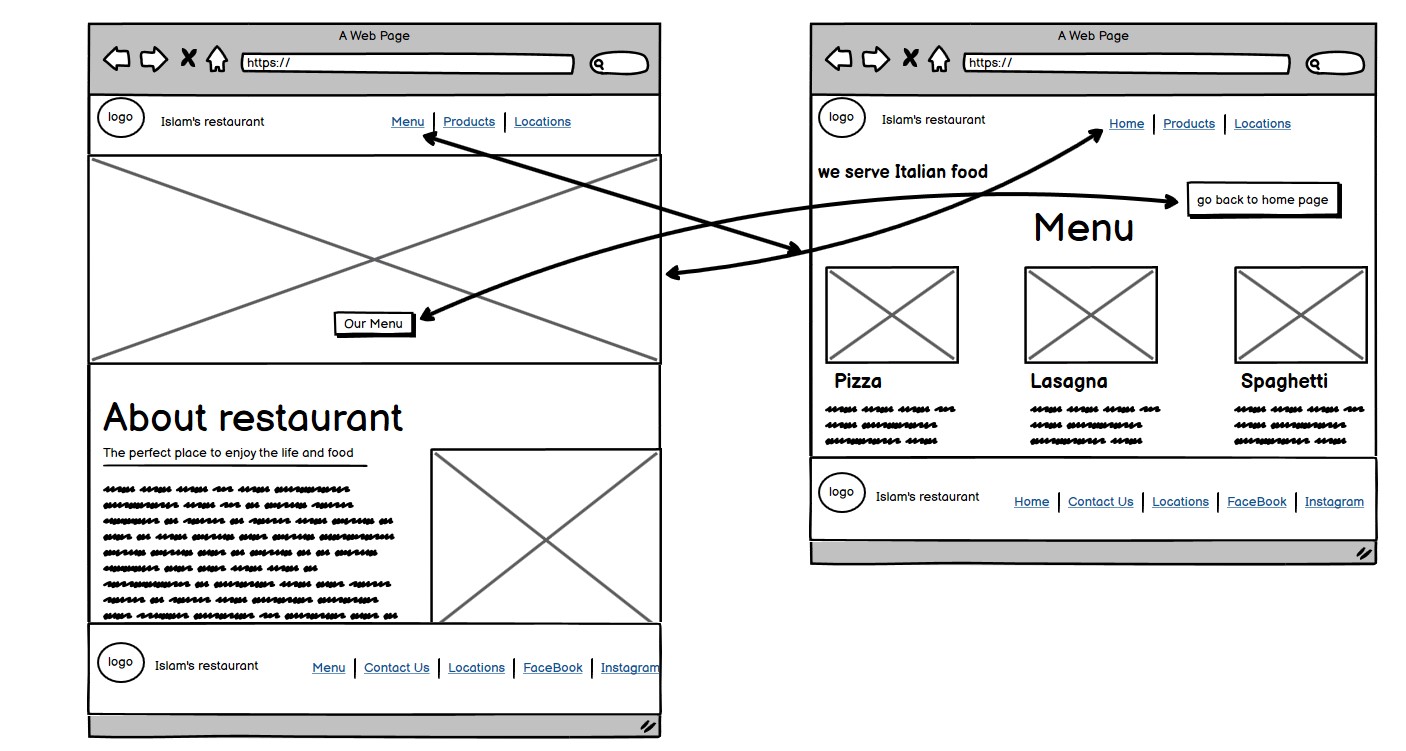 A Web Page
https://
logo
Islam's restaurant
Menu
Products
Locations
Our Menu
About restaurant
The perfect place to enjoy the life and food
logo
Islam's restaurant
Menu
Contact Us
Locations
FaceBook
Instagram
A Web Page
https://
logo
Islam's restaurant
Home
Products
Locations
we serve Italian food
go back to home page
Menu
Pizza
Lasagna
Spaghetti
logo
Islam's restaurant
Home
Contact Us
Locations
FaceBook
Instagram